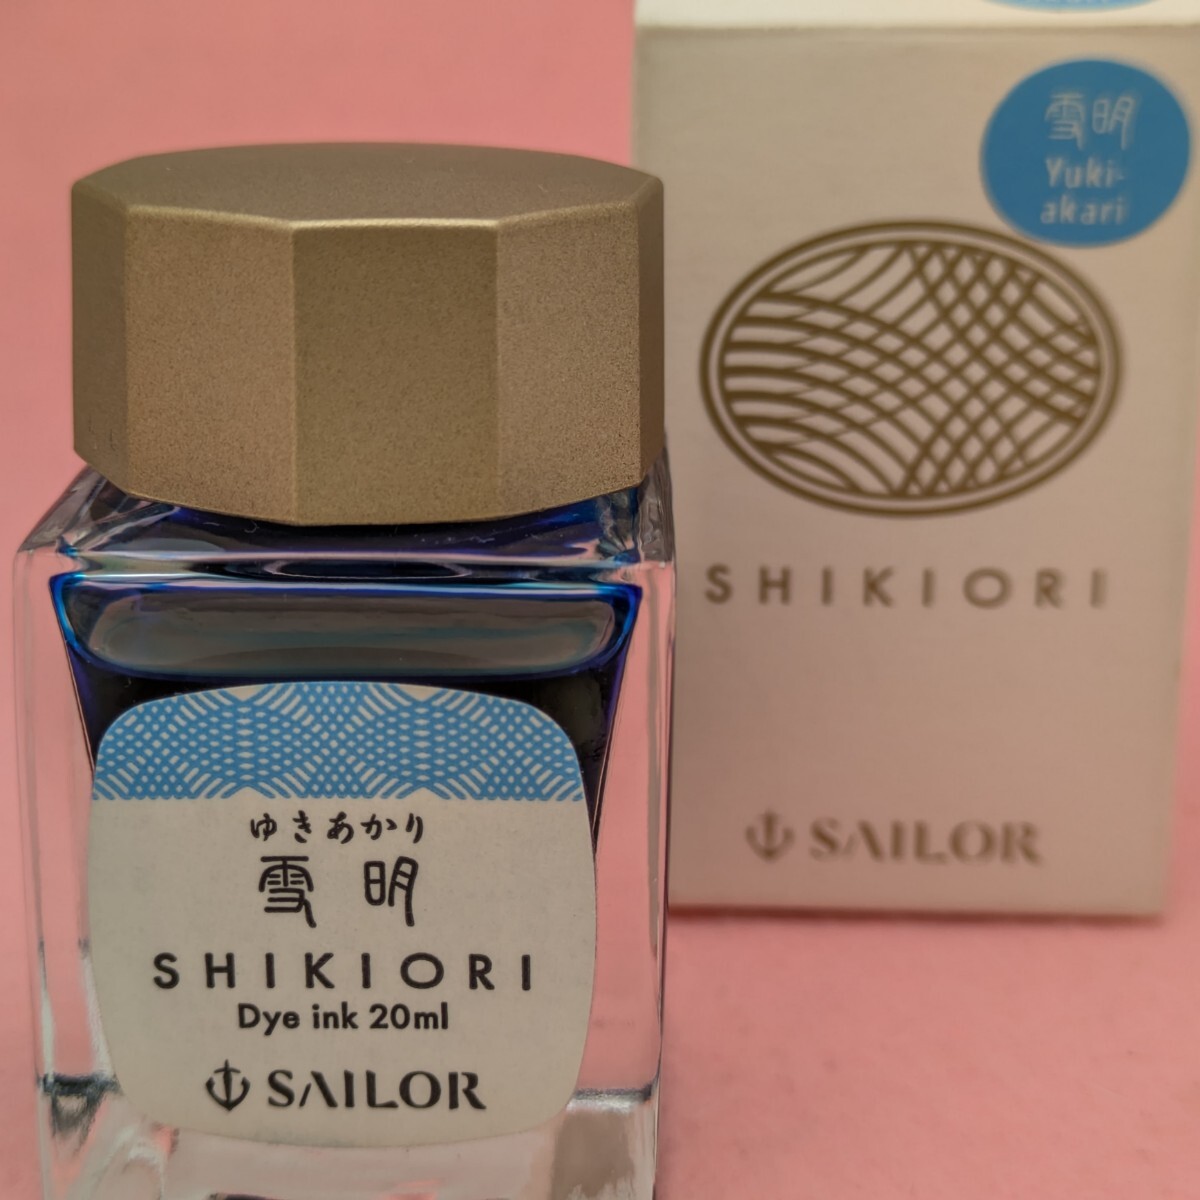 ゆきあかり
雪明
SHIKIORI
Dye ink 20ml
SAILOR
雪明
Yuki-
akari
SHIKIORI
SAILOR